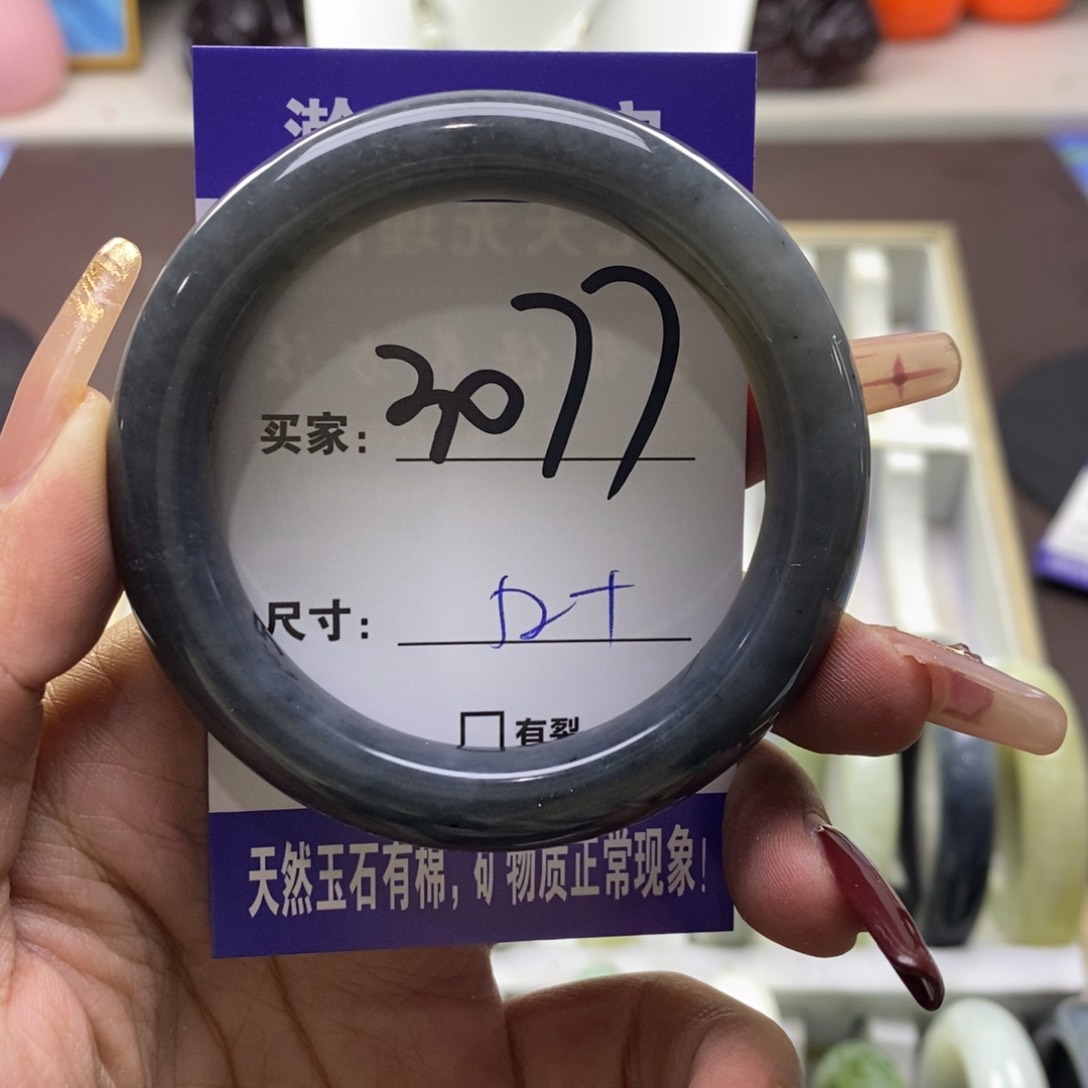 买家：2077
尺寸：
□有裂
天然玉石有棉，矿物质正常现象！